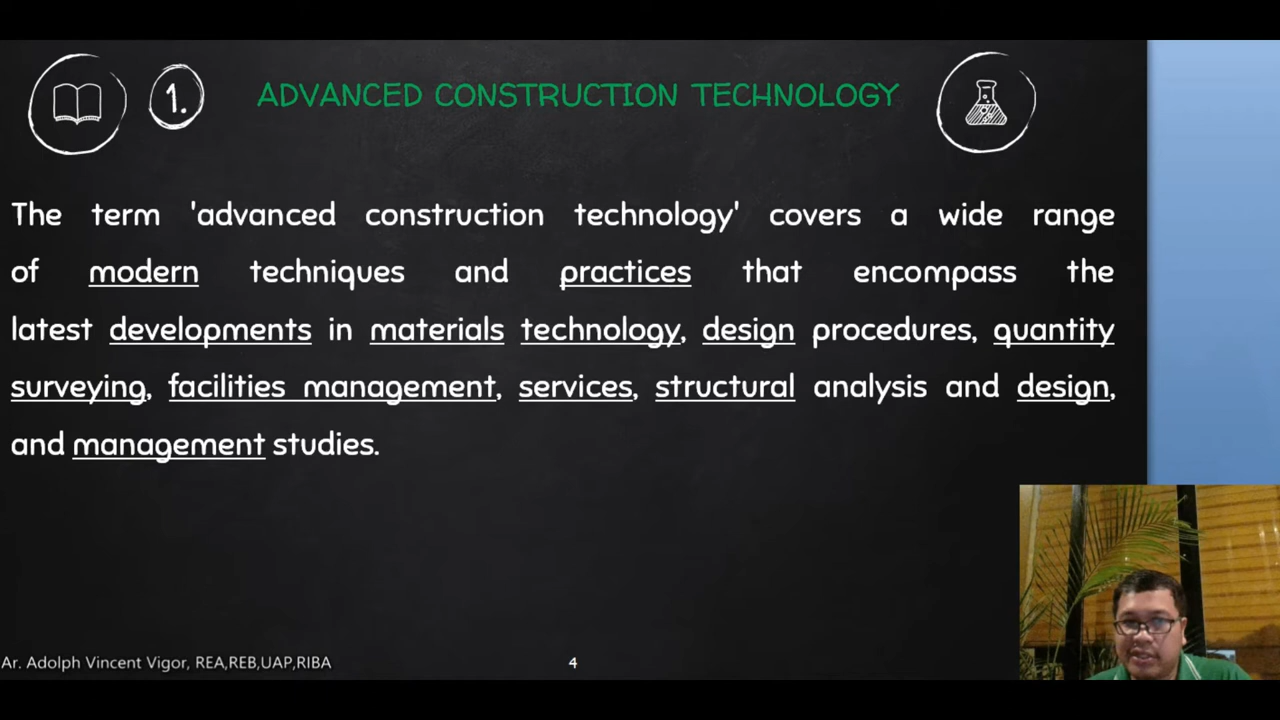 1.
ADVANCED CONSTRUCTION TECHNOLOGY
The term 'advanced construction technology' covers a wide range
of modern techniques and practices that encompass the
latest developments in materials technology, design procedures, quantity
surveying, facilities management, services, structural analysis and design,
and management studies.
Ar. Adolph Vincent Vigor, REA,REB,UAP,RIBA
4